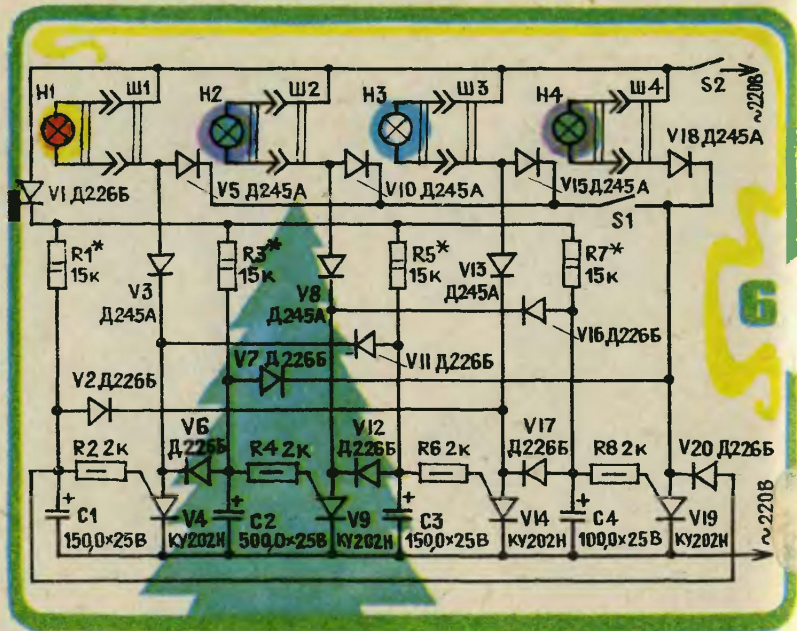 Н1
Ш1
Н2
Ш2
Н3
Ш3
Н4
Ш4
S2
~220В
V1 Д226Б
V5 Д245А
V10 Д245А
V15 Д245А
V18 Д245А
S1
R1*
15к
V3
Д245А
R3*
15к
V8
Д245А
R5*
15к
V13
Д245А
R7*
15к
V16 Д226Б
V11 Д226Б
6
V7 Д226Б
V2 Д226Б
R2 2к
V6
Д226Б
R4 2к
V12
Д226Б
R6 2к
V17
Д226Б
R8 2к
V20 Д226Б
+
C1
150,0×25В
V4
КУ202Н
+
C2
500,0×25В
V9
КУ202Н
+
C3
150,0×25В
V14
КУ202Н
+
C4
100,0×25В
V19
КУ202Н
~220В